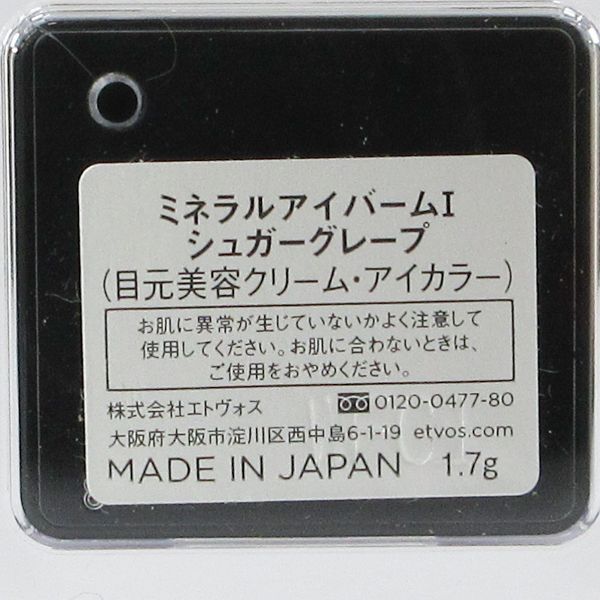 ミネラルアイバームI
シュガーグレープ
(目元美容クリーム・アイカラー)
お肌に異常が生じていないかよく注意して
使用してください。お肌に合わないときは、
ご使用をおやめください。
株式会社エトヴォス 0120-0477-80
大阪府大阪市淀川区西中島6-1-19 etvos.com
MADE IN JAPAN 1.7g